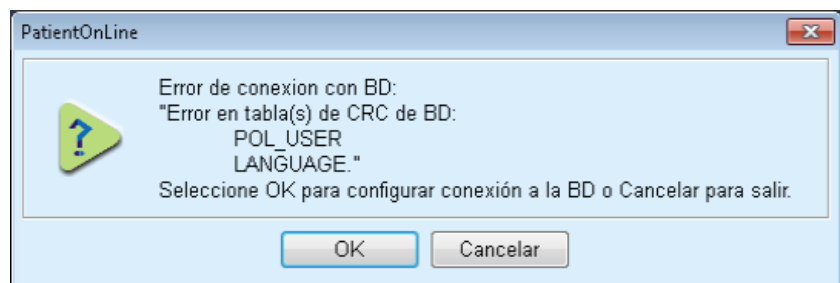 PatientOnLine
Error de conexion con BD:
"Error en tabla(s) de CRC de BD:
POL_USER
LANGUAGE."
Seleccione OK para configurar conexión a la BD o Cancelar para salir.
OK
Cancelar